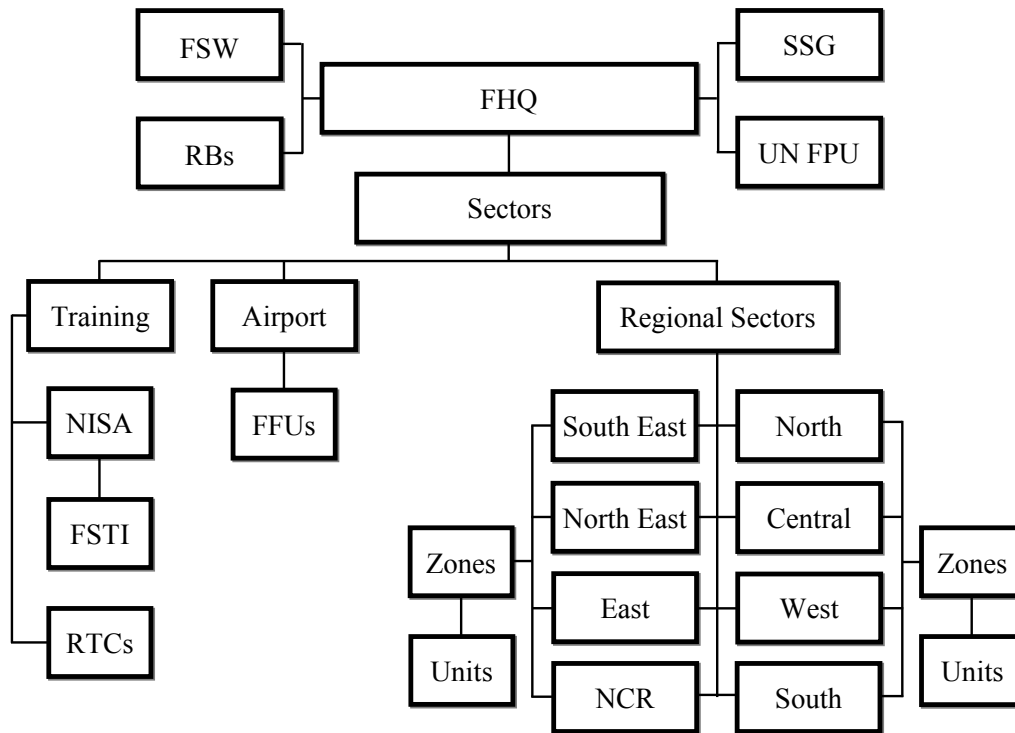 FSW
SSG
FHQ
RBs
UN FPU
Sectors
Training
Airport
Regional Sectors
NISA
FFUs
South East
North
FSTI
North East
Central
Zones
Zones
East
West
RTCs
Units
Units
NCR
South